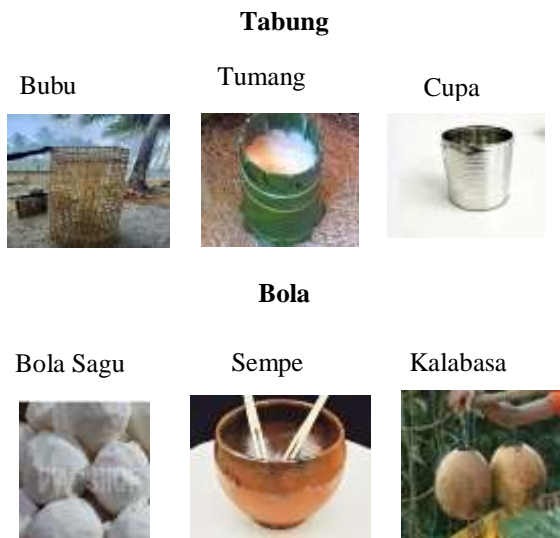 Tabung
Bubu
Tumang
Cupa
Bola
Bola Sagu
Sempe
Kalabasa